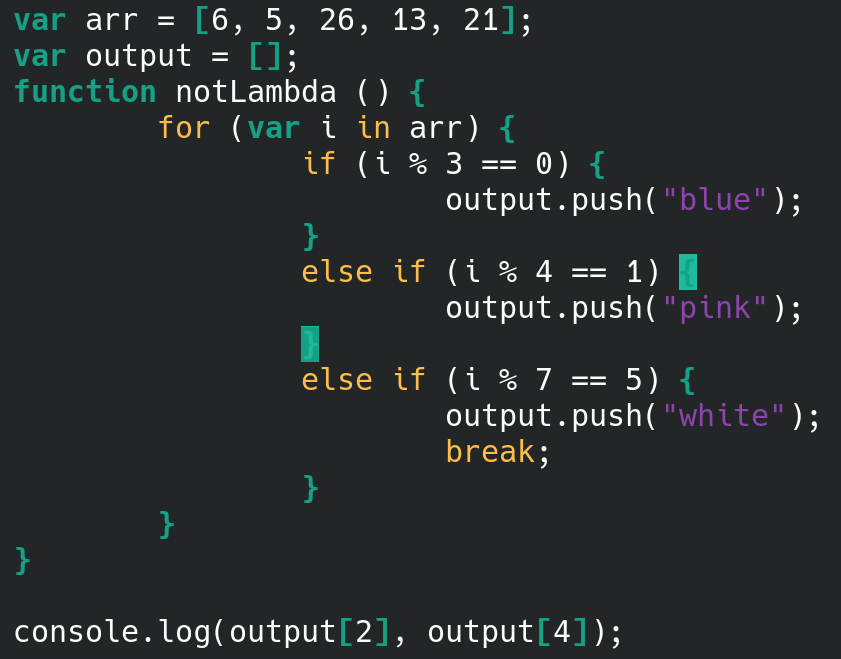 var arr = [6, 5, 26, 13, 21];
var output = [];
function notLambda () {
for (var i in arr) {
if (i % 3 == 0) {
output.push("blue");
}
else if (i % 4 == 1) {
output.push("pink");
}
else if (i % 7 == 5) {
output.push("white");
break;
}
}
}
console.log(output[2], output[4]);